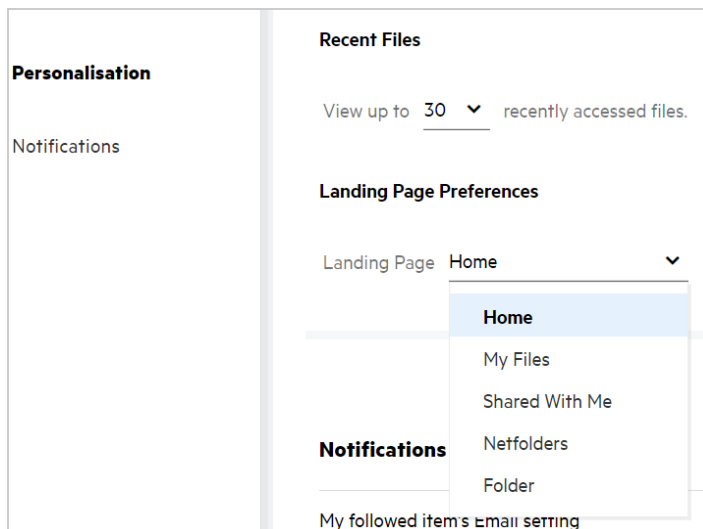 Personalisation
Notifications
Recent Files
View up to 30 recently accessed files.
Landing Page Preferences
Landing Page Home
Home
My Files
Shared With Me
Netfolders
Folder
Notifications
My followed item's Email setting